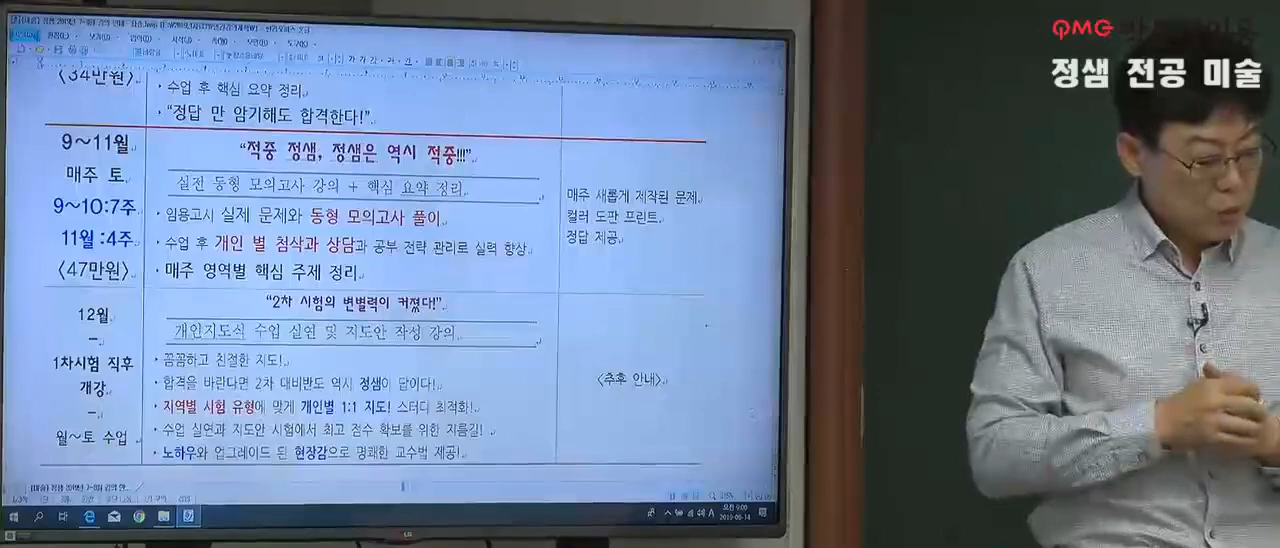 〈34만원〉
• 수업 후 핵심 요약 정리
• "정답 만 암기해도 합격한다!"
9~11월
매주 토
9~10:7주
11월 :4주
〈47만원〉
"적중 정샘, 정샘은 역시 적중!!!"
실전 동형 모의고사 강의 + 핵심 요약 정리
• 임용고시 실제 문제와 동형 모의고사 풀이
• 수업 후 개인 별 첨삭과 상담과 공부 전략 관리로 실력 향상
• 매주 영역별 핵심 주제 정리
매주 새롭게 제작된 문제
컬러 도판 프린트
정답 제공
12월
–
1차시험 직후
개강
–
월~토 수업
"2차 시험의 변별력이 커졌다!"
개인지도식 수업 실연 및 지도안 작성 강의
• 꼼꼼하고 친절한 지도!
• 합격을 바란다면 2차 대비반도 역시 정샘이 답이다!
• 지역별 시험 유형에 맞게 개인별 1:1 지도! 스터디 최적화!
• 수업 실연과 지도안 시험에서 최고 점수 확보를 위한 지름길!
• 노하우와 업그레이드 된 현장감으로 명쾌한 교수법 제공!
〈추후 안내〉
오전 9:00
2019-06-14
LG
PMG
정샘 전공 미술